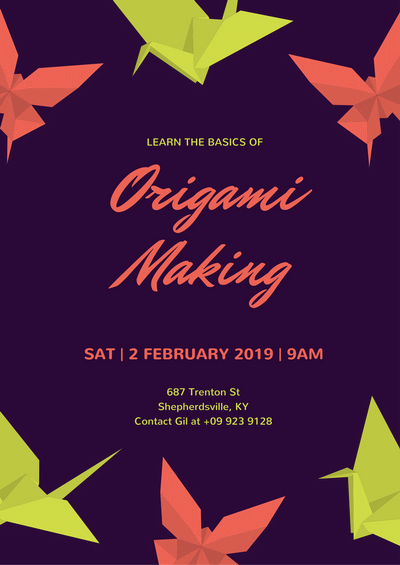 LEARN THE BASICS OF
Origami
Making
SAT | 2 FEBRUARY 2019 | 9AM
687 Trenton St
Shepherdsville, KY
Contact Gil at +09 923 9128